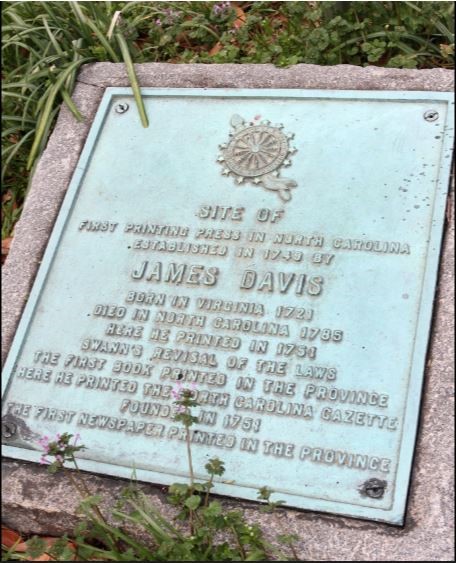 SITE OF
FIRST PRINTING PRESS IN NORTH CAROLINA
ESTABLISHED IN 1749 BY
JAMES DAVIS
BORN IN VIRGINIA 1721
DIED IN NORTH CAROLINA 1785
HERE HE PRINTED IN 1751
SWANN'S REVISAL OF THE LAWS
THE FIRST BOOK PRINTED IN THE PROVINCE
HERE HE PRINTED THE NORTH CAROLINA GAZETTE
FOUNDED IN 1751
THE FIRST NEWSPAPER PRINTED IN THE PROVINCE